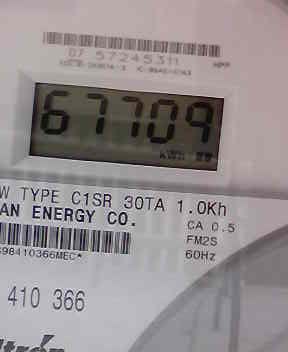 07 57245311
67709
kWh
W TYPE C1SR 30TA 1.0Kh
AN ENERGY CO.
CA 0.5
FM2S
60Hz
98410366MEC*
410 366